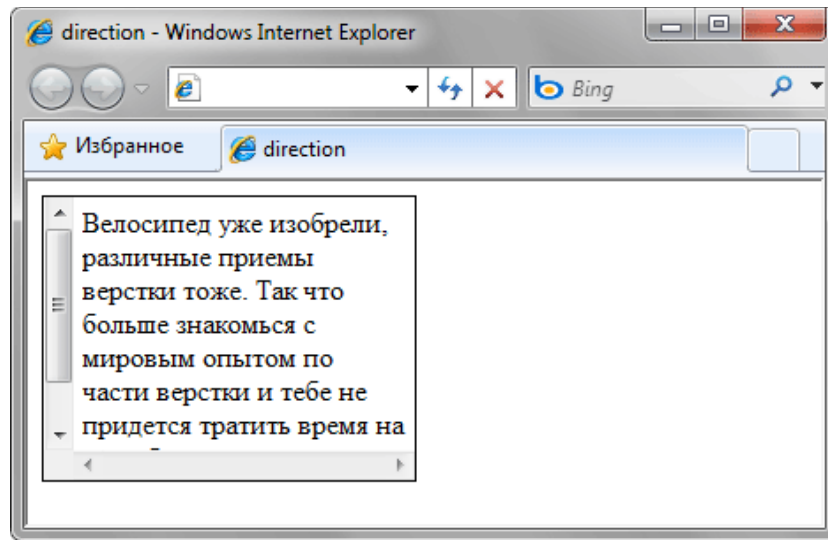 direction - Windows Internet Explorer
Bing
Избранное
direction
Велосипед уже изобрели,
различные приемы
верстки тоже. Так что
больше знакомься с
мировым опытом по
части верстки и тебе не
придется тратить время на